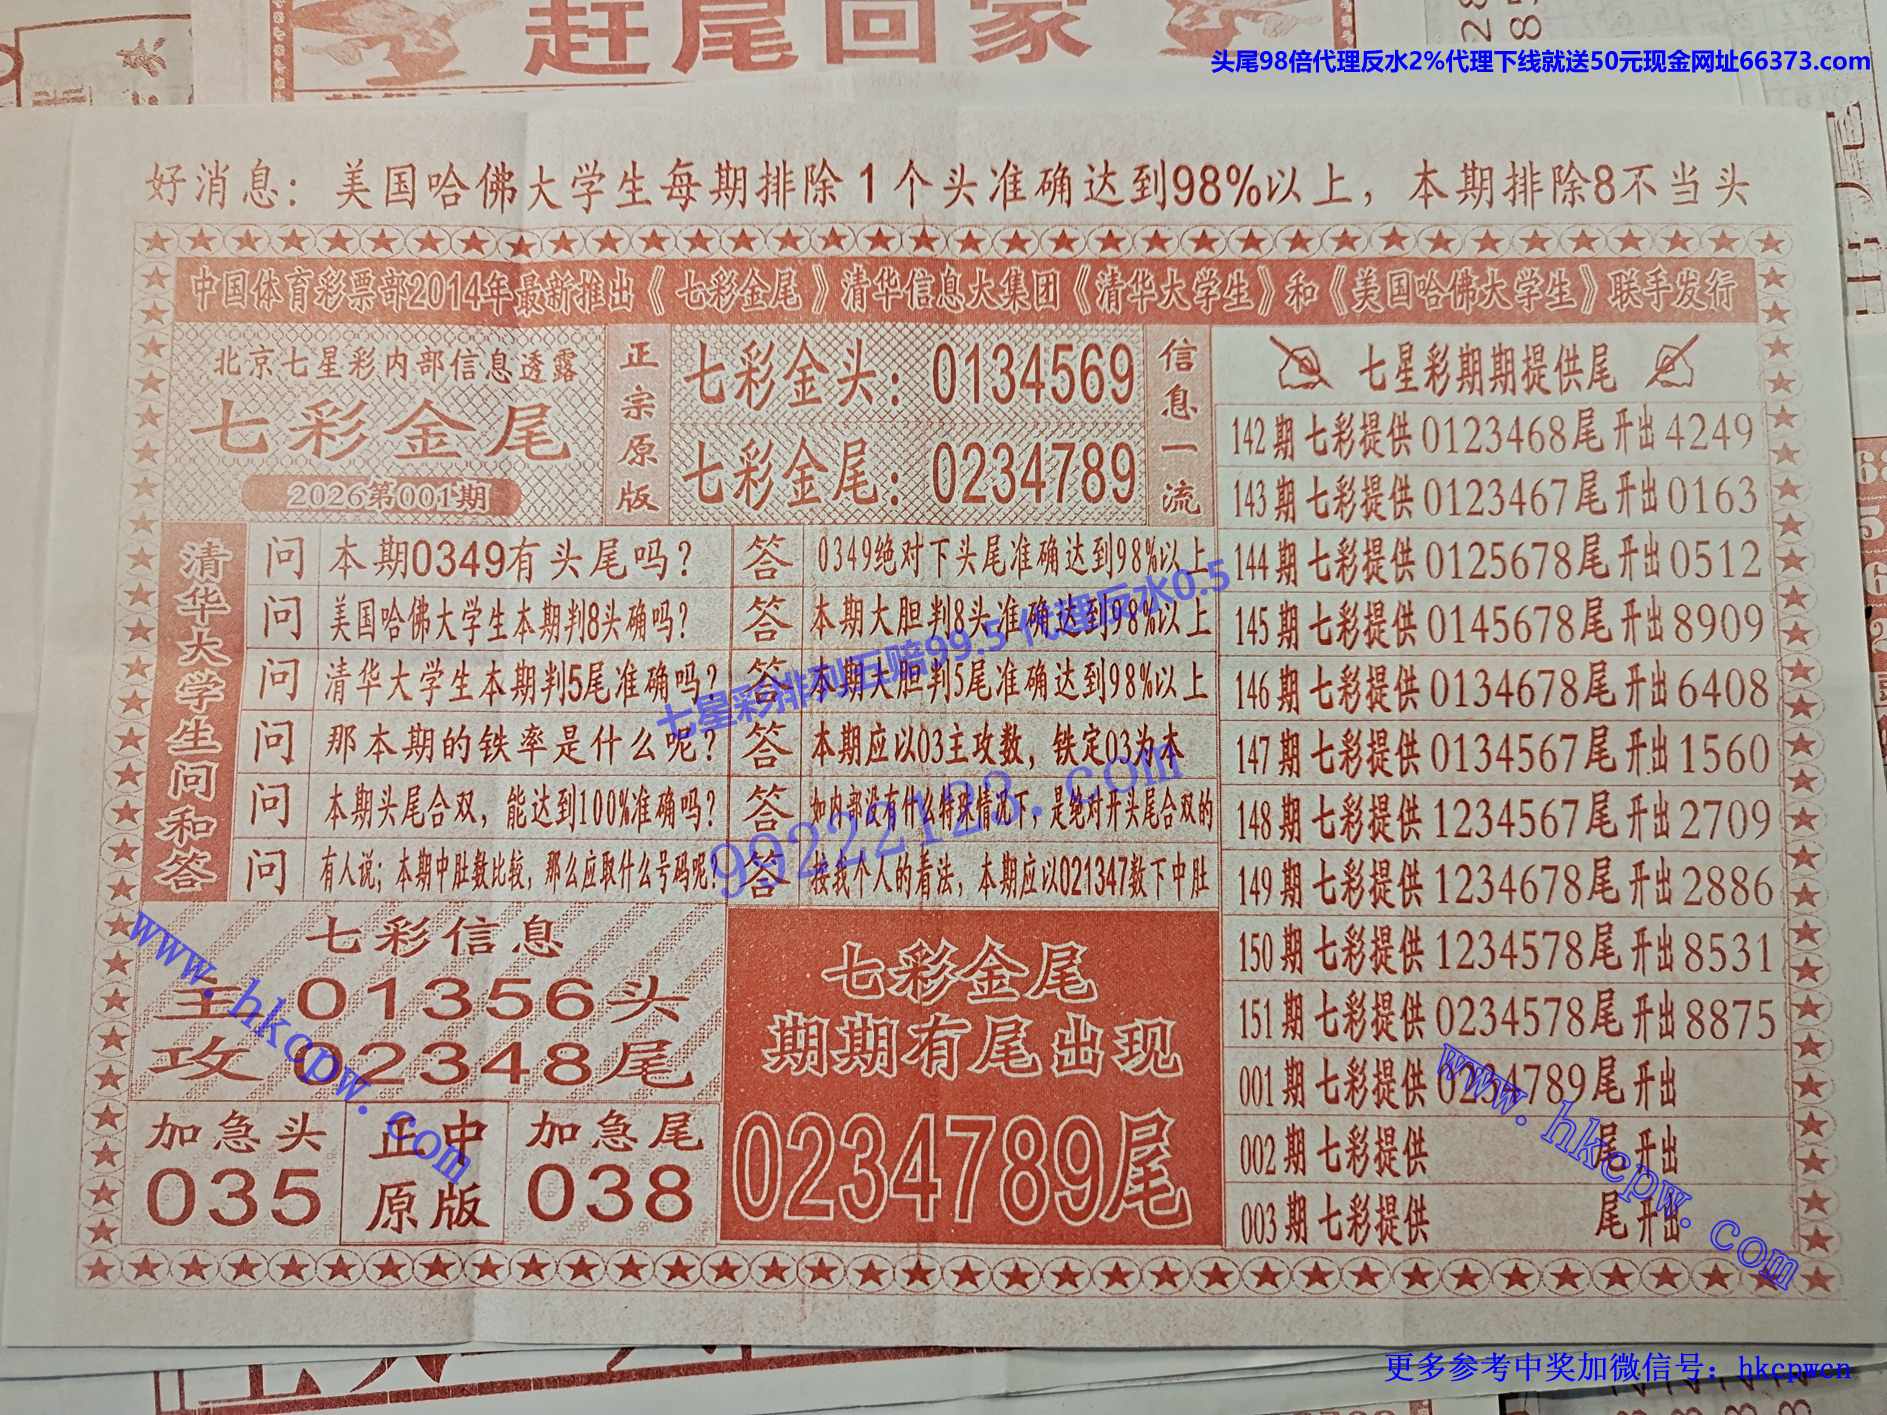 赶尾回家
头尾98倍代理反水2%代理下线就送50元现金网址66373.com
好消息：美国哈佛大学生每期排除1个头准确达到98%以上，本期排除8不当头
中国体育彩票部2014年最新推出《七彩金尾》清华信息大集团《清华大学生》和《美国哈佛大学生》联手发行
北京七星彩内部信息透露
七彩金尾
2026第001期
正宗原版
七彩金头：0134569
七彩金尾：0234789
信息一流
清华大学生问和答
问 本期0349有头尾吗？ 答 0349绝对下头尾准确达到98%以上
问 美国哈佛大学生本期判8头确吗？ 答 本期大胆判8头准确达到98%以上
问 清华大学生本期判5尾准确吗？ 答 本期大胆判5尾准确达到98%以上
问 那本期的铁率是什么呢？ 答 本期应以03主攻数，铁定03为本
问 本期头尾合双，能达到100%准确吗？ 答 如内部没有什么特殊情况下，是绝对开头尾合双的
问 有人说；本期中肚数比较，那么应取什么号码呢？ 答 按我个人的看法，本期应以021347数下中肚
七彩信息
主 01356头
攻 02348尾
加急头
035
正中
原版
加急尾
038
七彩金尾
期期有尾出现
0234789尾
七星彩期期提供尾
142期 七彩提供 0123468尾 开出 4249
143期 七彩提供 0123467尾 开出 0163
144期 七彩提供 0125678尾 开出 0512
145期 七彩提供 0145678尾 开出 8909
146期 七彩提供 0134678尾 开出 6408
147期 七彩提供 0134567尾 开出 1560
148期 七彩提供 1234567尾 开出 2709
149期 七彩提供 1234678尾 开出 2886
150期 七彩提供 1234578尾 开出 8531
151期 七彩提供 0234578尾 开出 8875
001期 七彩提供 0234789尾 开出
002期 七彩提供 尾 开出
003期 七彩提供 尾 开出
七星彩排列五赔99.5 代理反水0.5
99222123.com
www.hkcpw.com
www.hkcpw.com
更多参考中奖加微信号：hkcpwcn